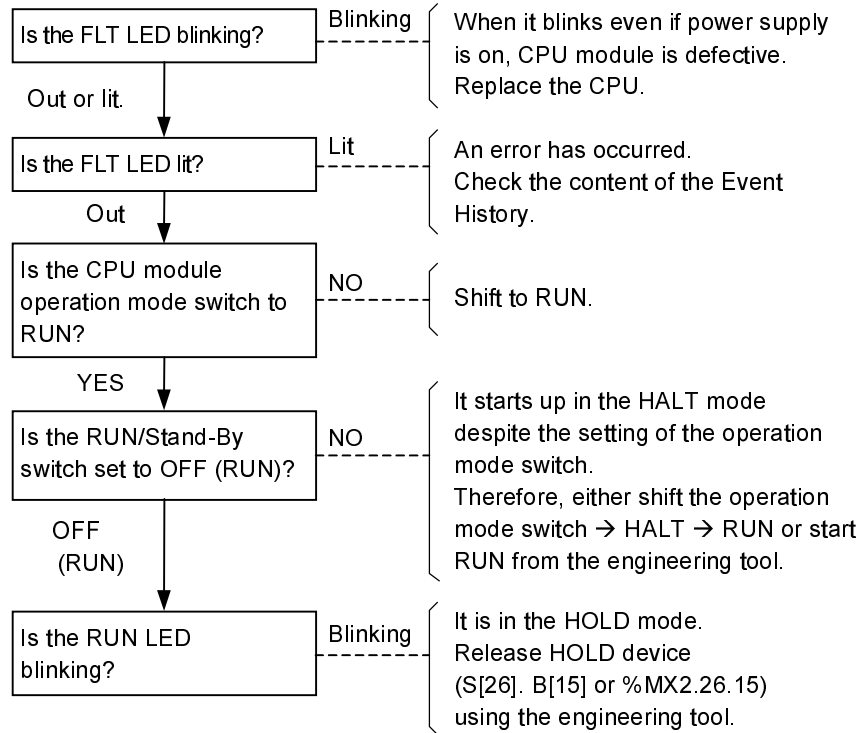 Is the FLT LED blinking?
Blinking
When it blinks even if power supply
is on, CPU module is defective.
Replace the CPU.
Out or lit.
Is the FLT LED lit?
Lit
An error has occurred.
Check the content of the Event
History.
Out
Is the CPU module
operation mode switch to
RUN?
NO
Shift to RUN.
YES
Is the RUN/Stand-By
switch set to OFF (RUN)?
NO
It starts up in the HALT mode
despite the setting of the operation
mode switch.
Therefore, either shift the operation
mode switch → HALT → RUN or start
RUN from the engineering tool.
OFF
(RUN)
Is the RUN LED
blinking?
Blinking
It is in the HOLD mode.
Release HOLD device
(S[26]. B[15] or %MX2.26.15)
using the engineering tool.